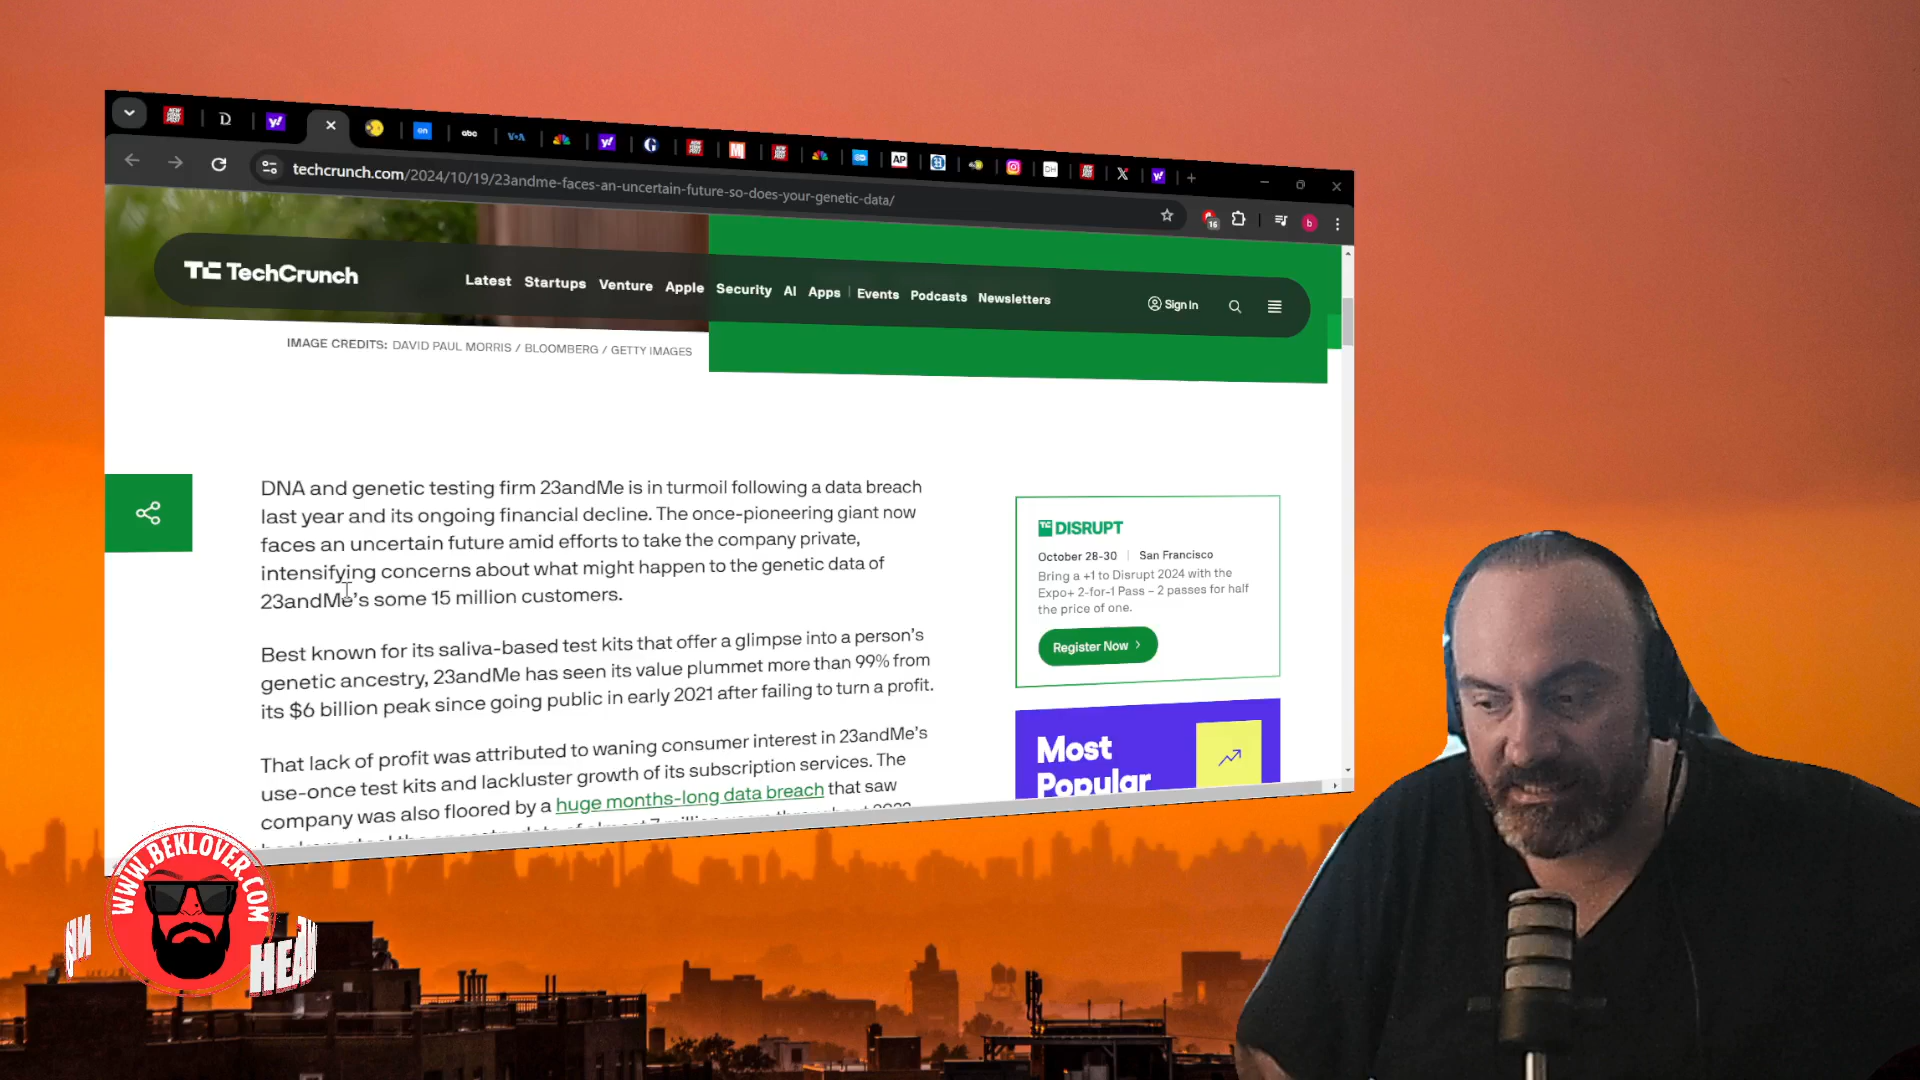 techcrunch.com/2024/10/19/23andme-faces-an-uncertain-future-so-does-your-genetic-data/
TechCrunch
Latest Startups Venture Apple Security AI Apps Events Podcasts Newsletters
Sign In
IMAGE CREDITS: DAVID PAUL MORRIS / BLOOMBERG / GETTY IMAGES
DNA and genetic testing firm 23andMe is in turmoil following a data breach
last year and its ongoing financial decline. The once-pioneering giant now
faces an uncertain future amid efforts to take the company private,
intensifying concerns about what might happen to the genetic data of
23andMe's some 15 million customers.
Best known for its saliva-based test kits that offer a glimpse into a person's
genetic ancestry, 23andMe has seen its value plummet more than 99% from
its $6 billion peak since going public in early 2021 after failing to turn a profit.
That lack of profit was attributed to waning consumer interest in 23andMe's
use-once test kits and lackluster growth of its subscription services. The
company was also floored by a huge months-long data breach that saw
TC DISRUPT
October 28-30 | San Francisco
Bring a +1 to Disrupt 2024 with the
Expo+ 2-for-1 Pass – 2 passes for half
the price of one.
Register Now
Most
Popular
WWW.BEKLOVER.COM